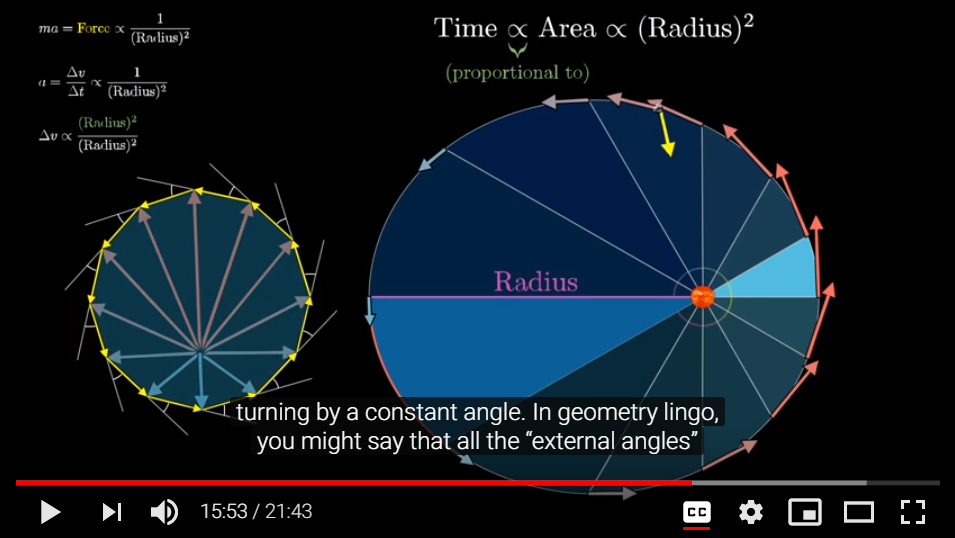 ma = Force ∝ 1/(Radius)²
a = Δv/Δt ∝ 1/(Radius)²
Δv ∝ (Radius)²/(Radius)²
Time ∝ Area ∝ (Radius)²
(proportional to)
Radius
turning by a constant angle. In geometry lingo,
you might say that all the “external angles”
15:53 / 21:43
CC